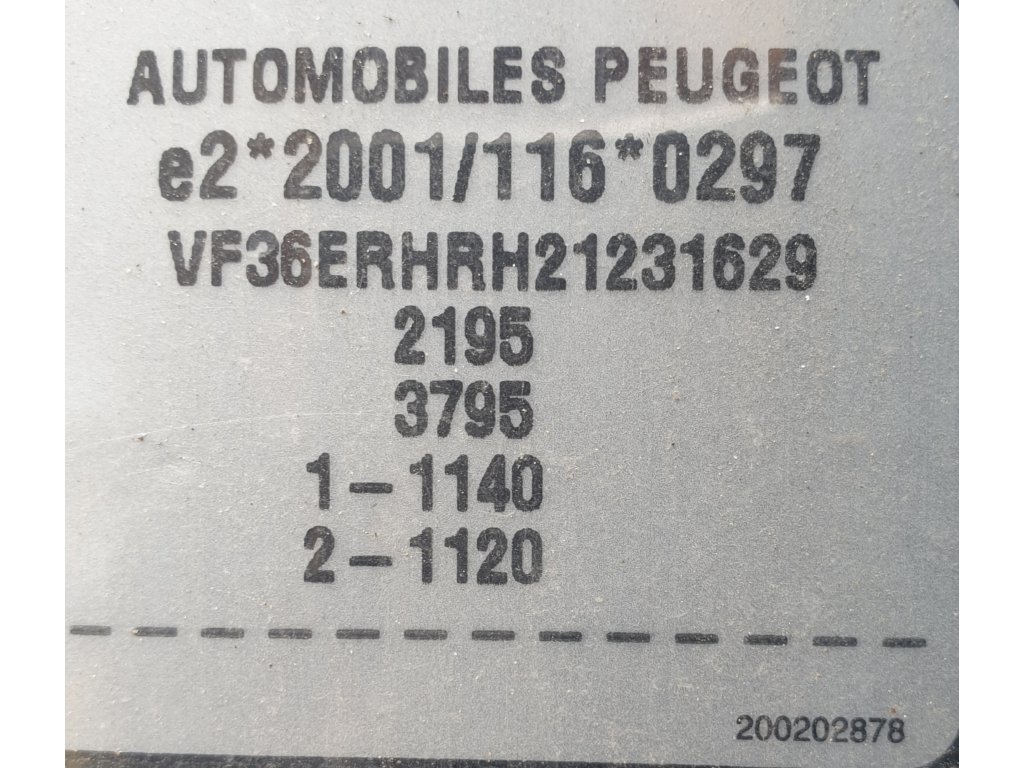 AUTOMOBILES PEUGEOT
e2*2001/116*0297
VF36ERHRH21231629
2195
3795
1-1140
2-1120
200202878